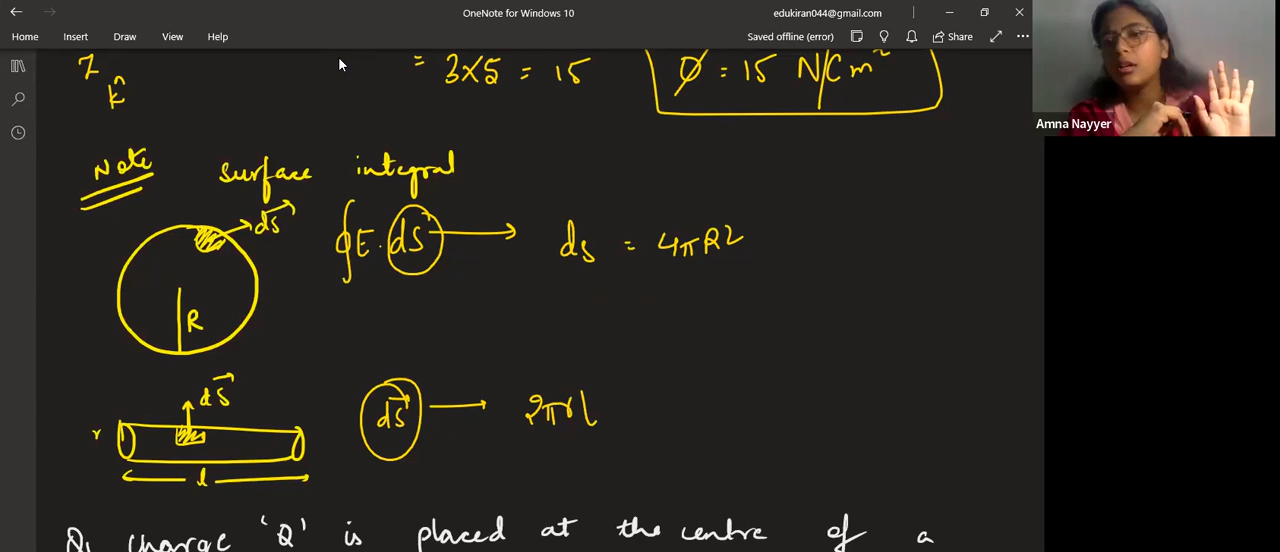 OneNote for Windows 10
edukiran044@gmail.com
Home Insert Draw View Help
Saved offline (error)
Share
z
k̂
= 3×5 = 15
Ø = 15 N/C m²
Amna Nayyer
Note
surface integral
ds⃗
∮E.ds⃗
ds = 4πR2
R
ds⃗
ds⃗
2πrl
r
l
Q, charge 'Q' is placed at the centre of a